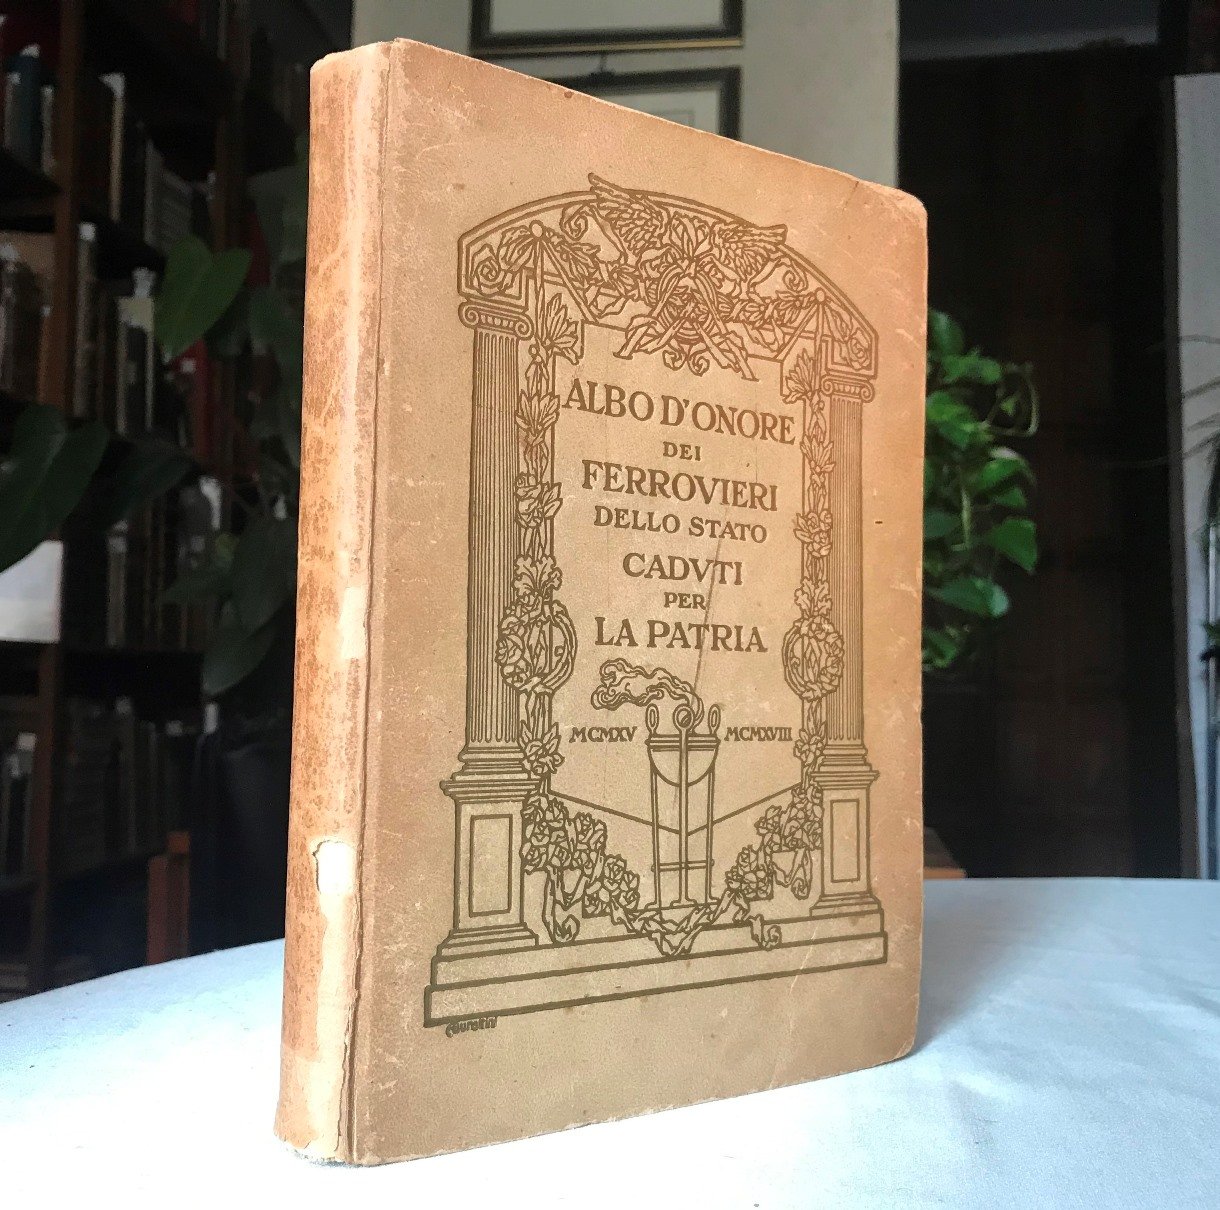 ALBO D'ONORE
DEI
FERROVIERI
DELLO STATO
CADVTI
PER
LA PATRIA
MCMXV MCMXVIII